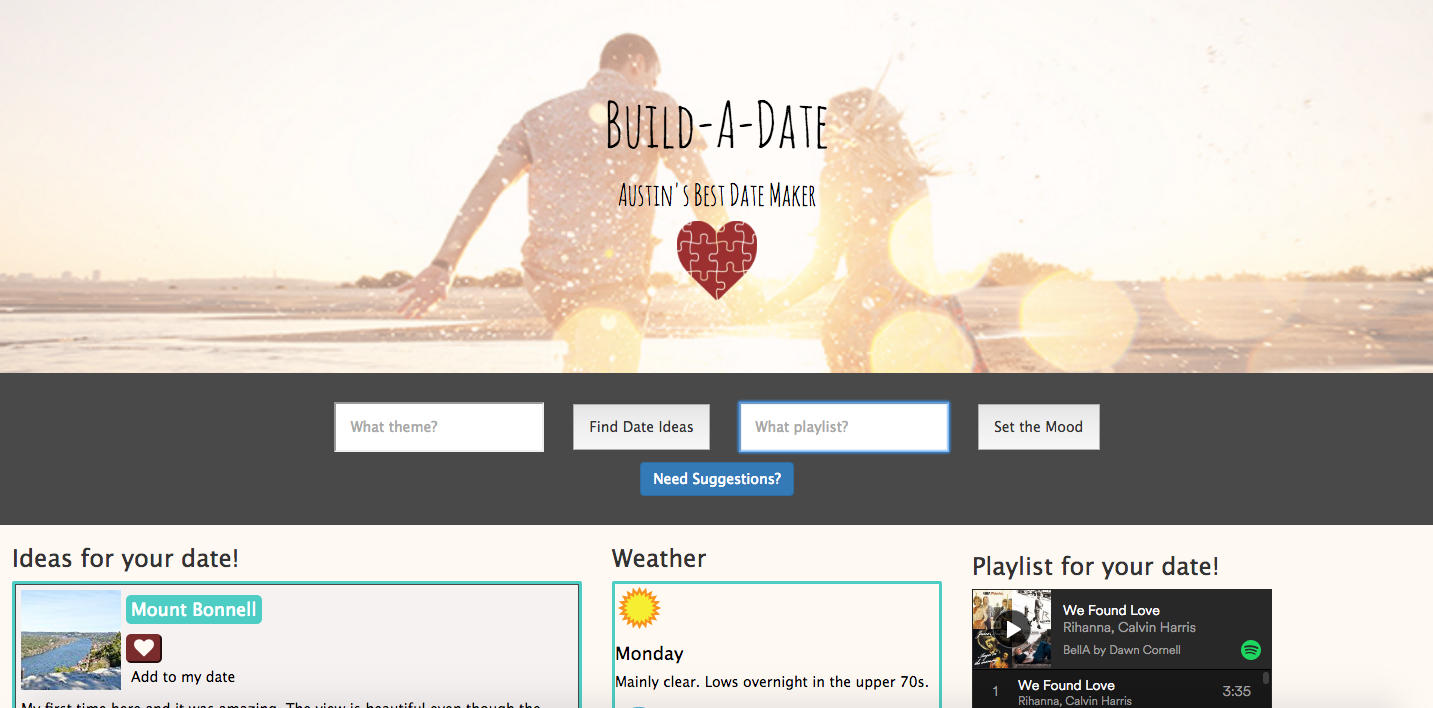 Build-A-Date
Austin's Best Date Maker
What theme?
Find Date Ideas
What playlist?
Set the Mood
Need Suggestions?
Ideas for your date!
Mount Bonnell
Add to my date
My first time here and it was amazing. The view is beautiful even though the
Weather
Monday
Mainly clear. Lows overnight in the upper 70s.
Playlist for your date!
We Found Love
Rihanna, Calvin Harris
BellA by Dawn Cornell
1 We Found Love 3:35
Rihanna, Calvin Harris